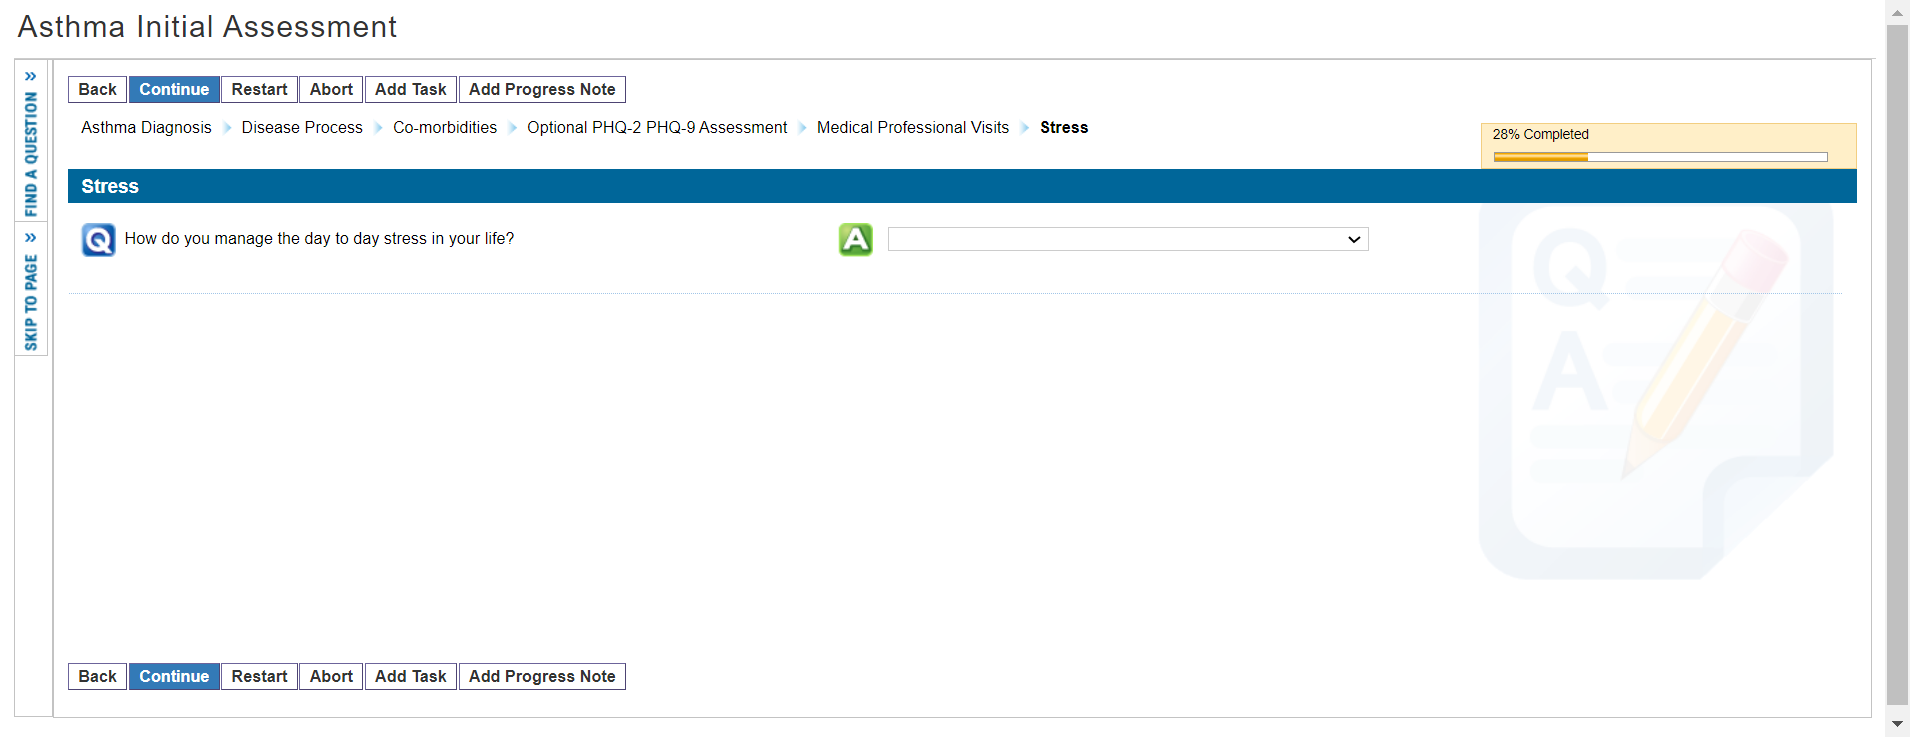 Asthma Initial Assessment
FIND A QUESTION
SKIP TO PAGE
Back Continue Restart Abort Add Task Add Progress Note
Asthma Diagnosis Disease Process Co-morbidities Optional PHQ-2 PHQ-9 Assessment Medical Professional Visits Stress
28% Completed
Stress
Q How do you manage the day to day stress in your life? A
Q
A
Back Continue Restart Abort Add Task Add Progress Note